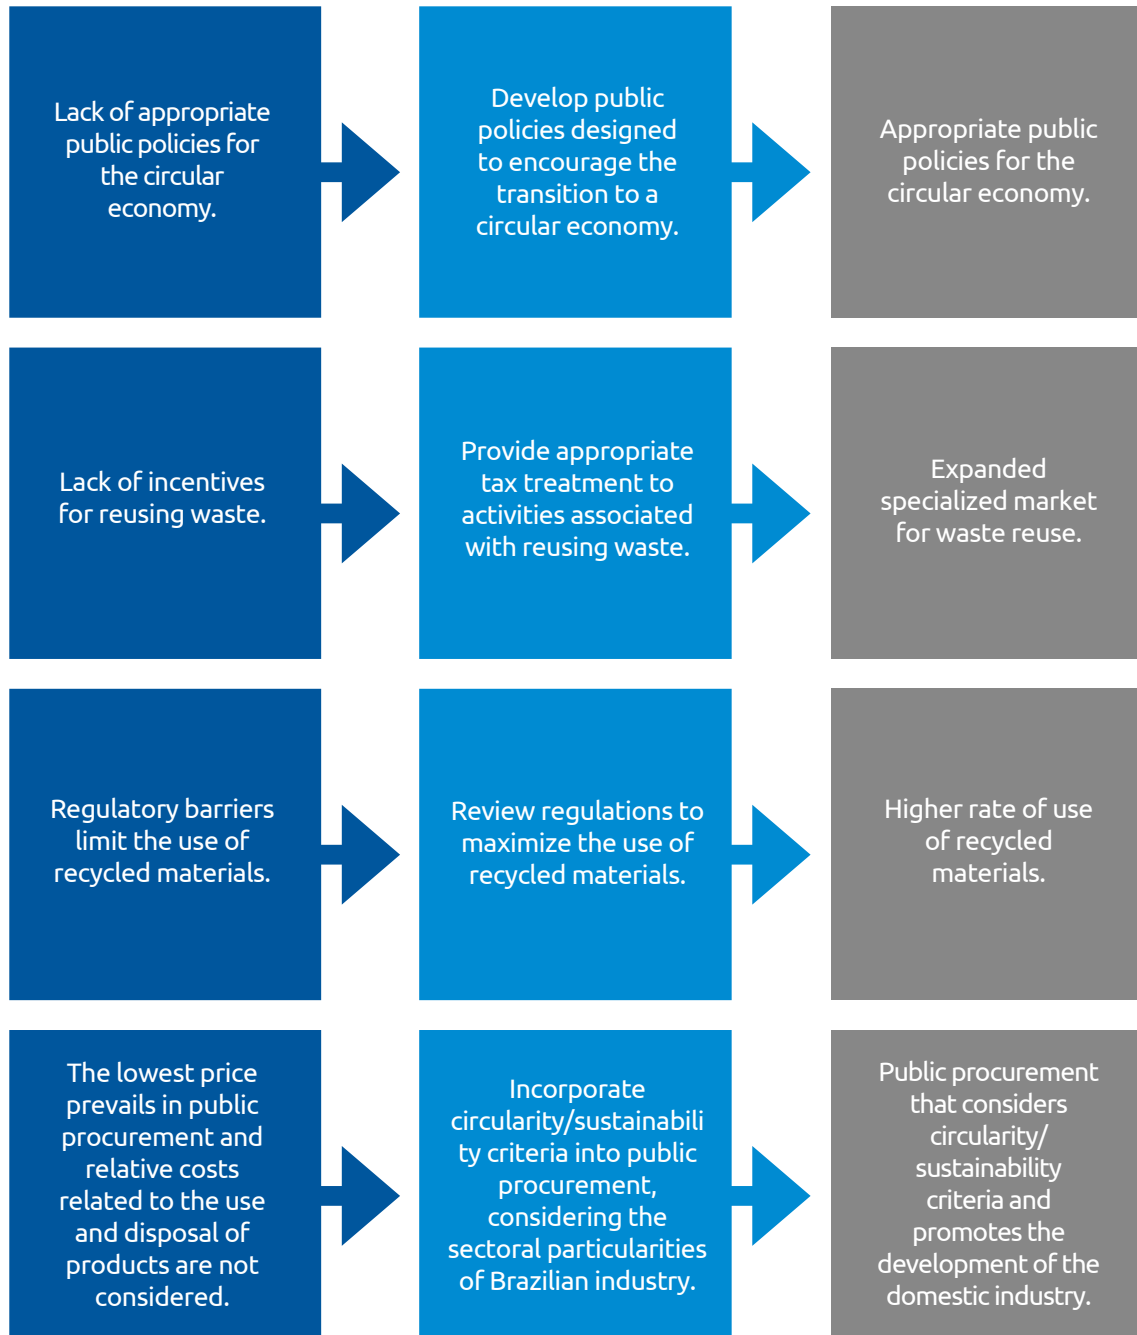 Lack of appropriate
public policies for
the circular
economy.
Develop public
policies designed
to encourage the
transition to a
circular economy.
Appropriate public
policies for the
circular economy.
Lack of incentives
for reusing waste.
Provide appropriate
tax treatment to
activities associated
with reusing waste.
Expanded
specialized market
for waste reuse.
Regulatory barriers
limit the use of
recycled materials.
Review regulations to
maximize the use of
recycled materials.
Higher rate of use
of recycled
materials.
The lowest price
prevails in public
procurement and
relative costs
related to the use
and disposal of
products are not
considered.
Incorporate
circularity/sustainabili
ty criteria into public
procurement,
considering the
sectoral particularities
of Brazilian industry.
Public procurement
that considers
circularity/
sustainability
criteria and
promotes the
development of the
domestic industry.